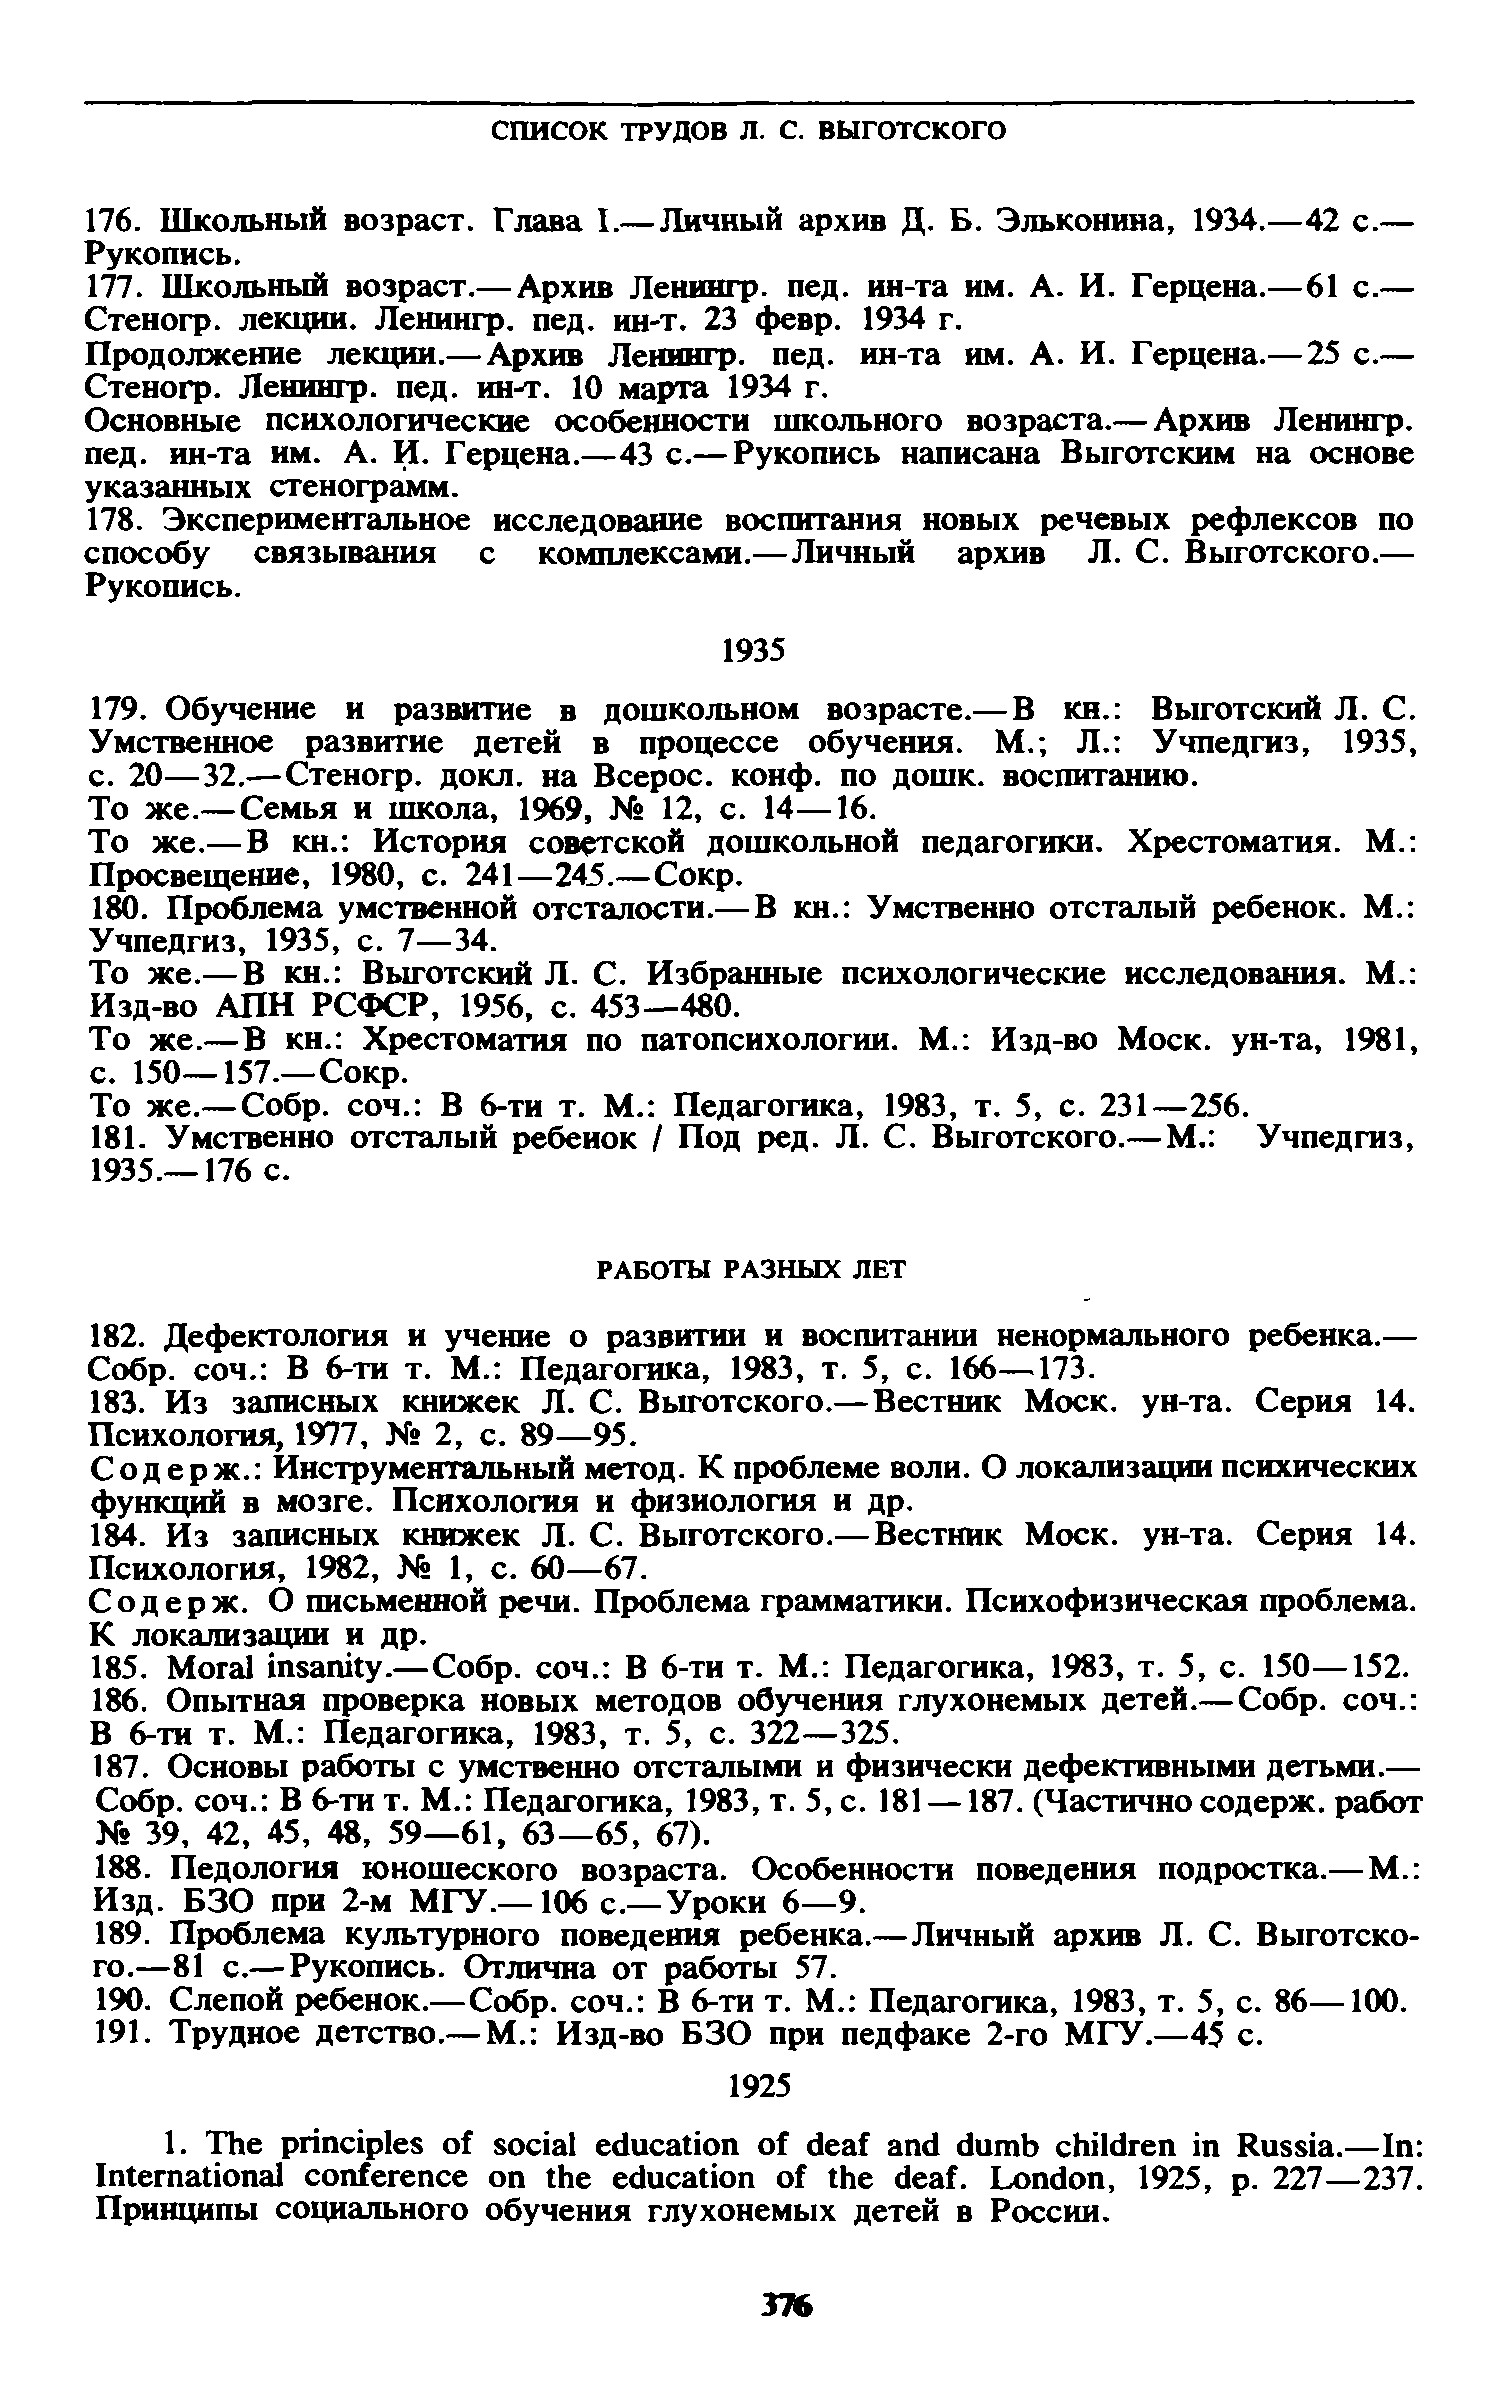 СПИСОК ТРУДОВ Л. С. ВЫГОТСКОГО
176. Школьный возраст. Глава I.—Личный архив Д. Б. Эльконина, 1934.—42 с.—
Рукопись.
177. Школьный возраст.—Архив Ленингр. пед. ин-та им. А. И. Герцена.—61 с.—
Стеногр. лекции. Ленингр. пед. ин-т. 23 февр. 1934 г.
Продолжение лекции.—Архив Ленингр. пед. ин-та им. А. И. Герцена.—25 с.—
Стеногр. Ленингр. пед. ин-т. 10 марта 1934 г.
Основные психологические особенности школьного возраста.—Архив Ленингр.
пед. ин-та им. А. И. Герцена.—43 с.—Рукопись написана Выготским на основе
указанных стенограмм.
178. Экспериментальное исследование воспитания новых речевых рефлексов по
способу связывания с комплексами.—Личный архив Л. С. Выготского.—
Рукопись.
1935
179. Обучение и развитие в дошкольном возрасте.—В кн.: Выготский Л. С.
Умственное развитие детей в процессе обучения. М.; Л.: Учпедгиз, 1935,
с. 20—32.—Стеногр. докл. на Всерос. конф. по дошк. воспитанию.
То же.—Семья и школа, 1969, № 12, с. 14—16.
То же.—В кн.: История советской дошкольной педагогики. Хрестоматия. М.:
Просвещение, 1980, с. 241—245.—Сокр.
180. Проблема умственной отсталости.—В кн.: Умственно отсталый ребенок. М.:
Учпедгиз, 1935, с. 7—34.
То же.—В кн.: Выготский Л. С. Избранные психологические исследования. М.:
Изд-во АПН РСФСР, 1956, с. 453—480.
То же.—В кн.: Хрестоматия по патопсихологии. М.: Изд-во Моск. ун-та, 1981,
с. 150—157.—Сокр.
То же.—Собр. соч.: В 6-ти т. М.: Педагогика, 1983, т. 5, с. 231—256.
181. Умственно отсталый ребенок / Под ред. Л. С. Выготского.—М.: Учпедгиз,
1935.—176 с.
РАБОТЫ РАЗНЫХ ЛЕТ
182. Дефектология и учение о развитии и воспитании ненормального ребенка.—
Собр. соч.: В 6-ти т. М.: Педагогика, 1983, т. 5, с. 166—173.
183. Из записных книжек Л. С. Выготского.—Вестник Моск. ун-та. Серия 14.
Психология, 1977, № 2, с. 89—95.
Содерж.: Инструментальный метод. К проблеме воли. О локализации психических
функций в мозге. Психология и физиология и др.
184. Из записных книжек Л. С. Выготского.—Вестник Моск. ун-та. Серия 14.
Психология, 1982, № 1, с. 60—67.
Содерж. О письменной речи. Проблема грамматики. Психофизическая проблема.
К локализации и др.
185. Moral insanity.—Собр. соч.: В 6-ти т. М.: Педагогика, 1983, т. 5, с. 150—152.
186. Опытная проверка новых методов обучения глухонемых детей.—Собр. соч.:
В 6-ти т. М.: Педагогика, 1983, т. 5, с. 322—325.
187. Основы работы с умственно отсталыми и физически дефективными детьми.—
Собр. соч.: В 6-ти т. М.: Педагогика, 1983, т. 5, с. 181—187. (Частично содерж. работ
№ 39, 42, 45, 48, 59—61, 63—65, 67).
188. Педология юношеского возраста. Особенности поведения подростка.—М.:
Изд. БЗО при 2-м МГУ.—106 с.—Уроки 6—9.
189. Проблема культурного поведения ребенка.—Личный архив Л. С. Выготско-
го.—81 с.—Рукопись. Отлична от работы 57.
190. Слепой ребенок.—Собр. соч.: В 6-ти т. М.: Педагогика, 1983, т. 5, с. 86—100.
191. Трудное детство.—М.: Изд-во БЗО при педфаке 2-го МГУ.—45 с.
1925
1. The principles of social education of deaf and dumb children in Russia.—In:
International conference on the education of the deaf. London, 1925, p. 227—237.
Принципы социального обучения глухонемых детей в России.
376